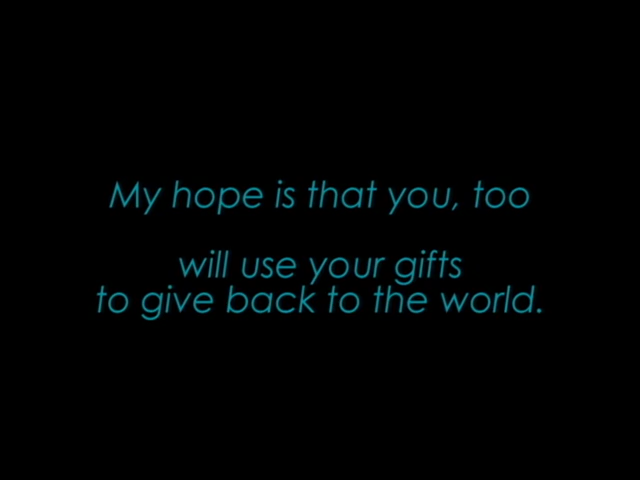 My hope is that you, too
will use your gifts
to give back to the world.